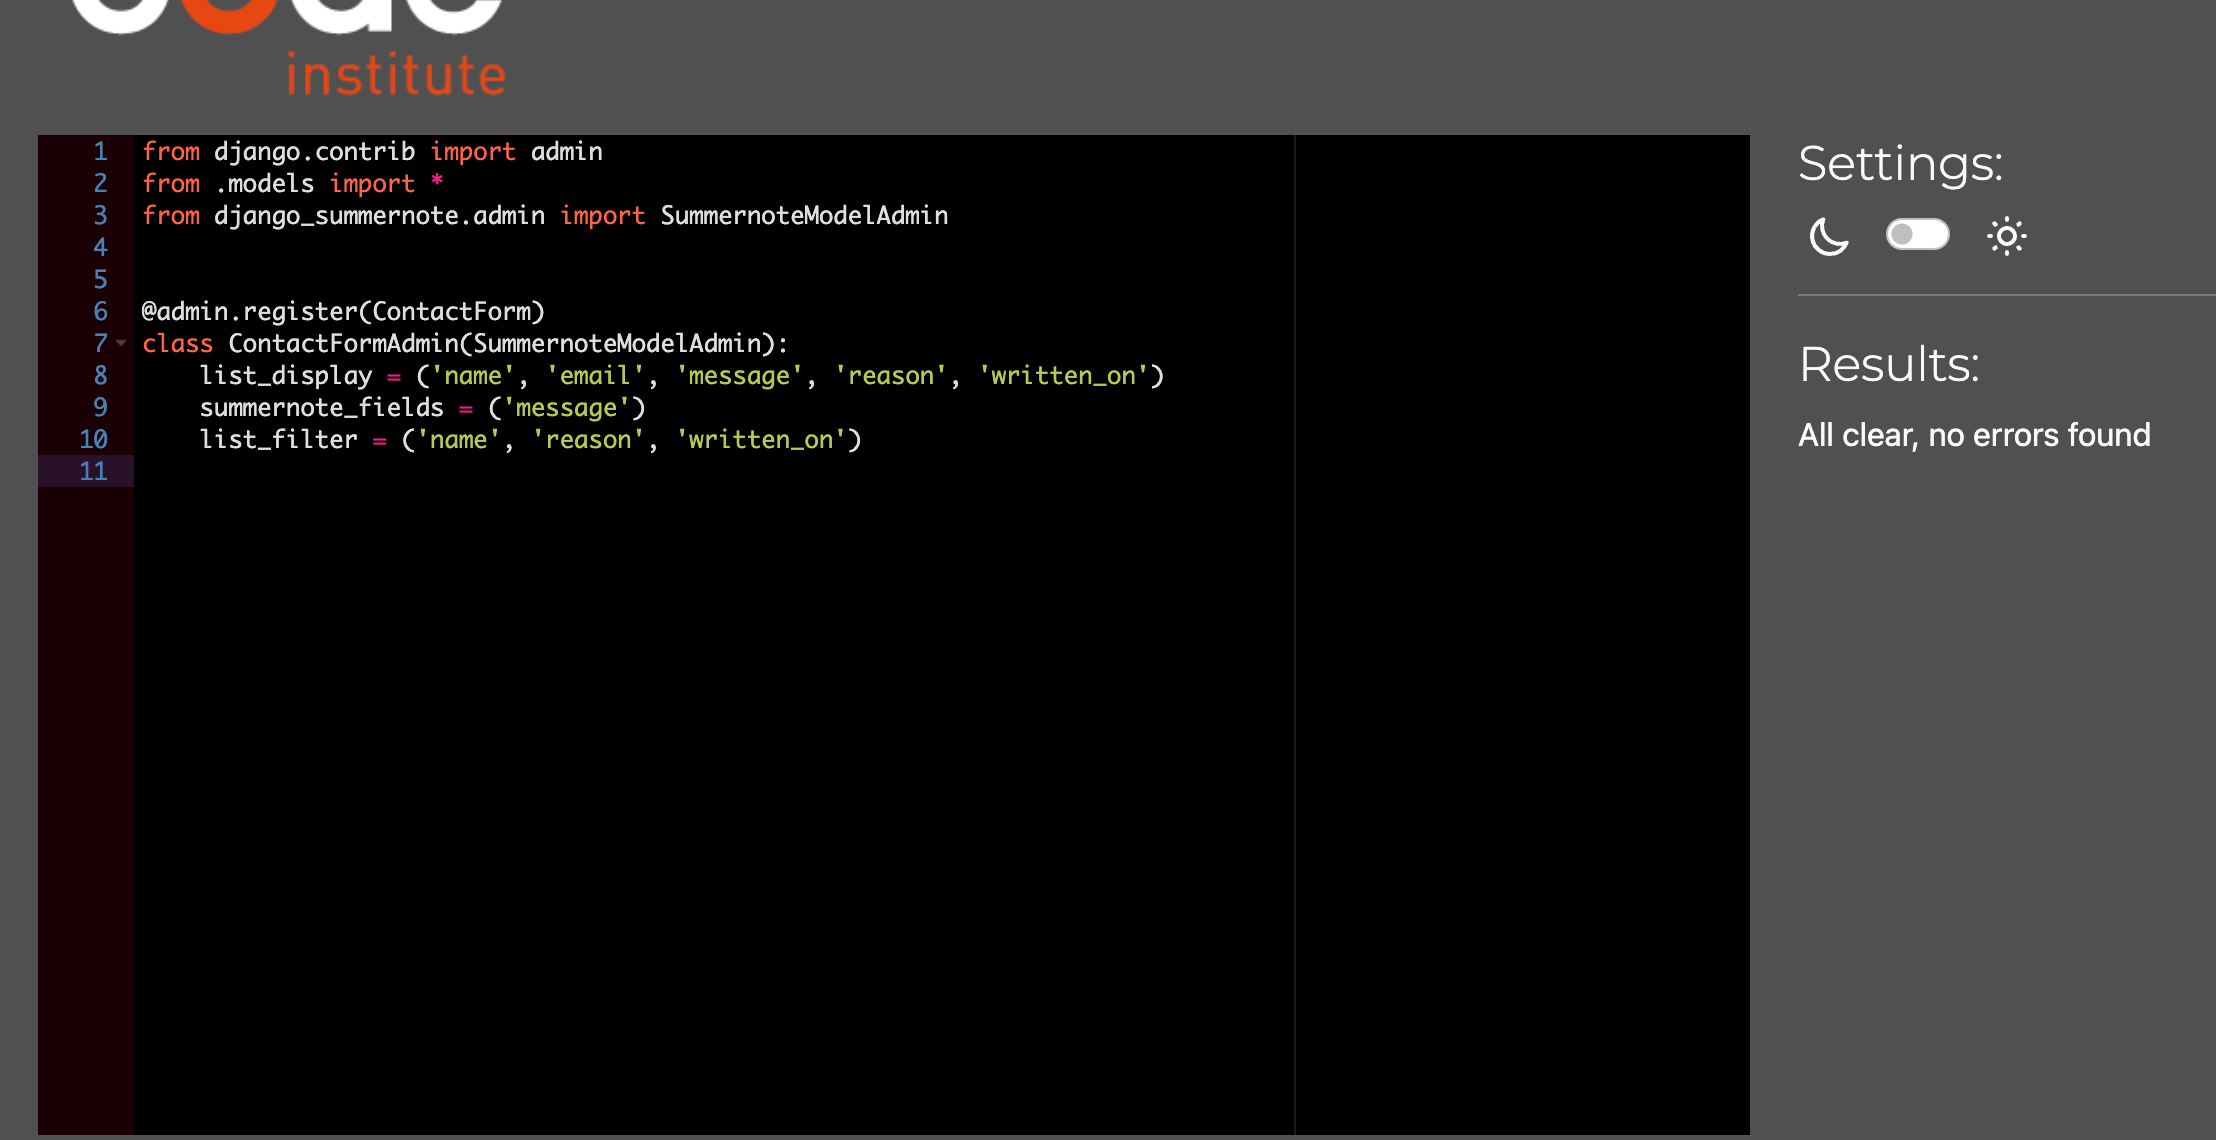 institute
1 from django.contrib import admin
2 from .models import *
3 from django_summernote.admin import SummernoteModelAdmin
4
5
6 @admin.register(ContactForm)
7 class ContactFormAdmin(SummernoteModelAdmin):
8     list_display = ('name', 'email', 'message', 'reason', 'written_on')
9     summernote_fields = ('message')
10     list_filter = ('name', 'reason', 'written_on')
11
Settings:
Results:
All clear, no errors found